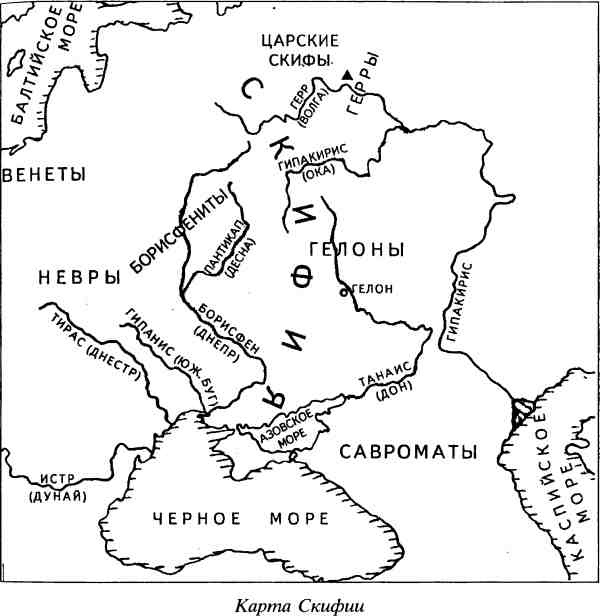 БАЛТИЙСКОЕ
МОРЕ
ЦАРСКИЕ
СКИФЫ
ГЕРР
(ВОЛГА)
ГЕРРЫ
СКИФИЯ
ВЕНЕТЫ
ГИПАКИРИС
(ОКА)
БОРИСФЕНИТЫ
ПАНТИКАП
(ДЕСНА)
ГЕЛОНЫ
НЕВРЫ
ГЕЛОН
ГИПАКИРИС
ТИРАС (ДНЕСТР)
ГИПАНИС (ЮЖ. БУГ)
БОРИСФЕН
(ДНЕПР)
ТАНАИС
(ДОН)
АЗОВСКОЕ
МОРЕ
САВРОМАТЫ
КАСПИЙСКОЕ
МОРЕ
ИСТР
(ДУНАЙ)
ЧЕРНОЕ МОРЕ
Карта Скифии